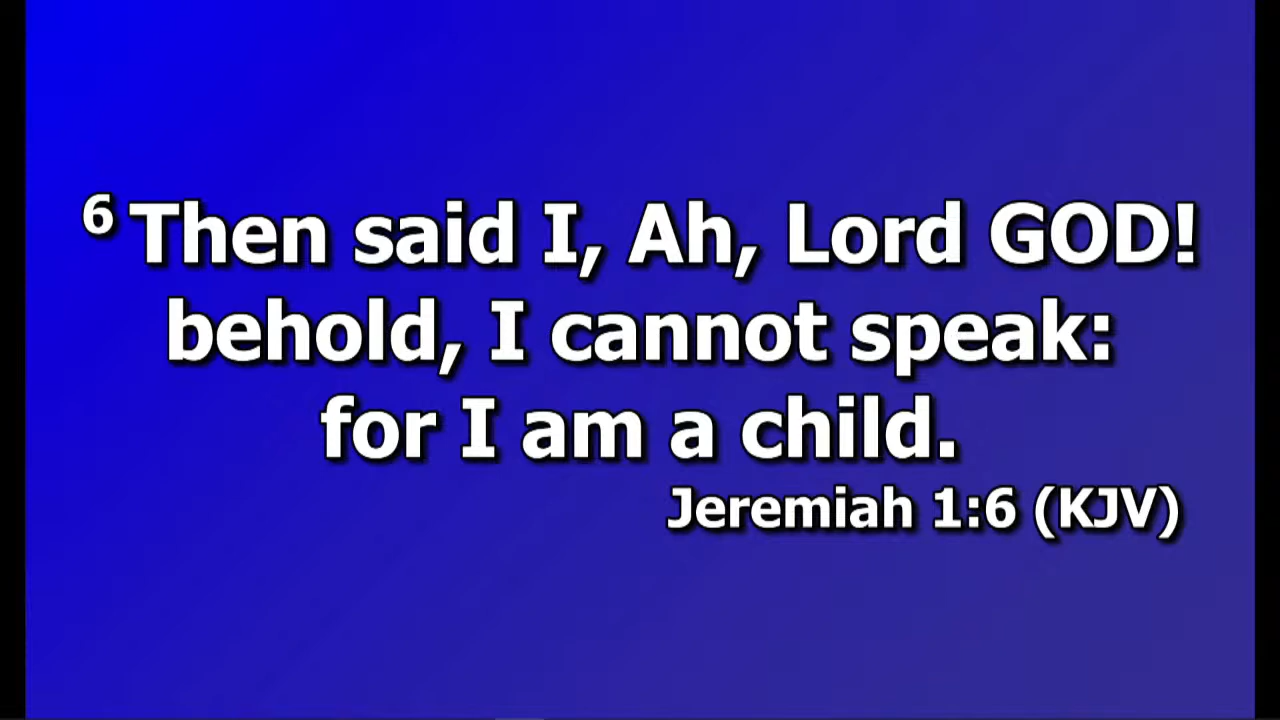 6 Then said I, Ah, Lord GOD!
behold, I cannot speak:
for I am a child.
Jeremiah 1:6 (KJV)